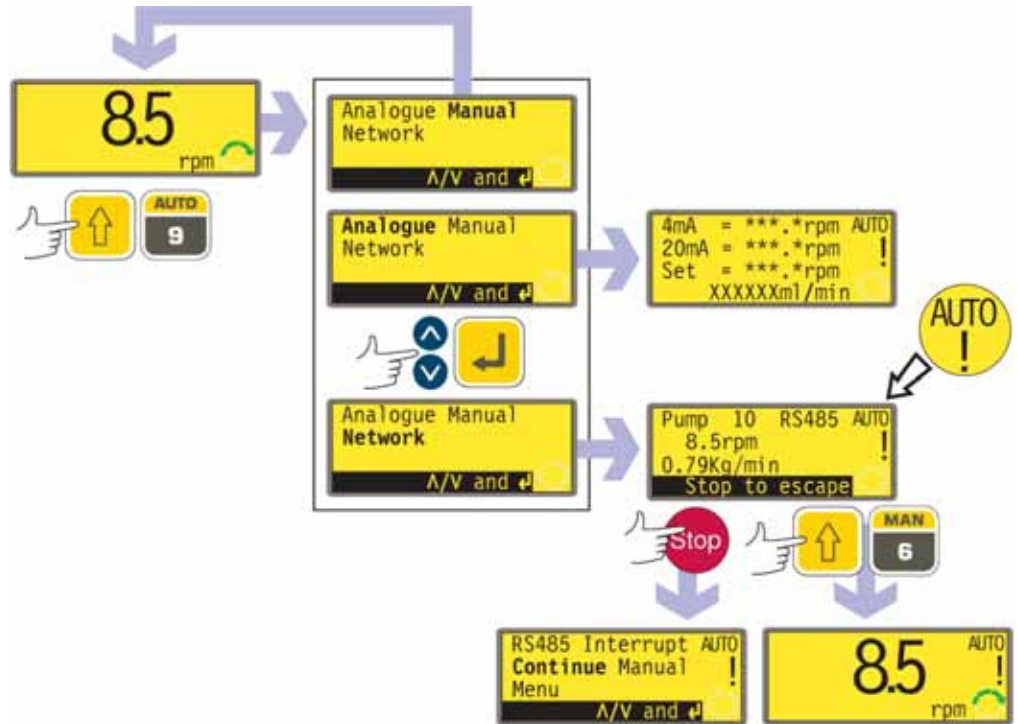 8.5
rpm
AUTO
9
Analogue Manual
Network
∧/∨ and ↵
Analogue Manual
Network
∧/∨ and ↵
4mA = ***.*rpm AUTO
20mA = ***.*rpm !
Set = ***.*rpm
XXXXXXml/min
AUTO
!
Analogue Manual
Network
∧/∨ and ↵
Pump 10 RS485 AUTO
8.5rpm !
0.79Kg/min
Stop to escape
Stop
MAN
6
RS485 Interrupt AUTO
Continue Manual !
Menu
∧/∨ and ↵
8.5 AUTO
!
rpm